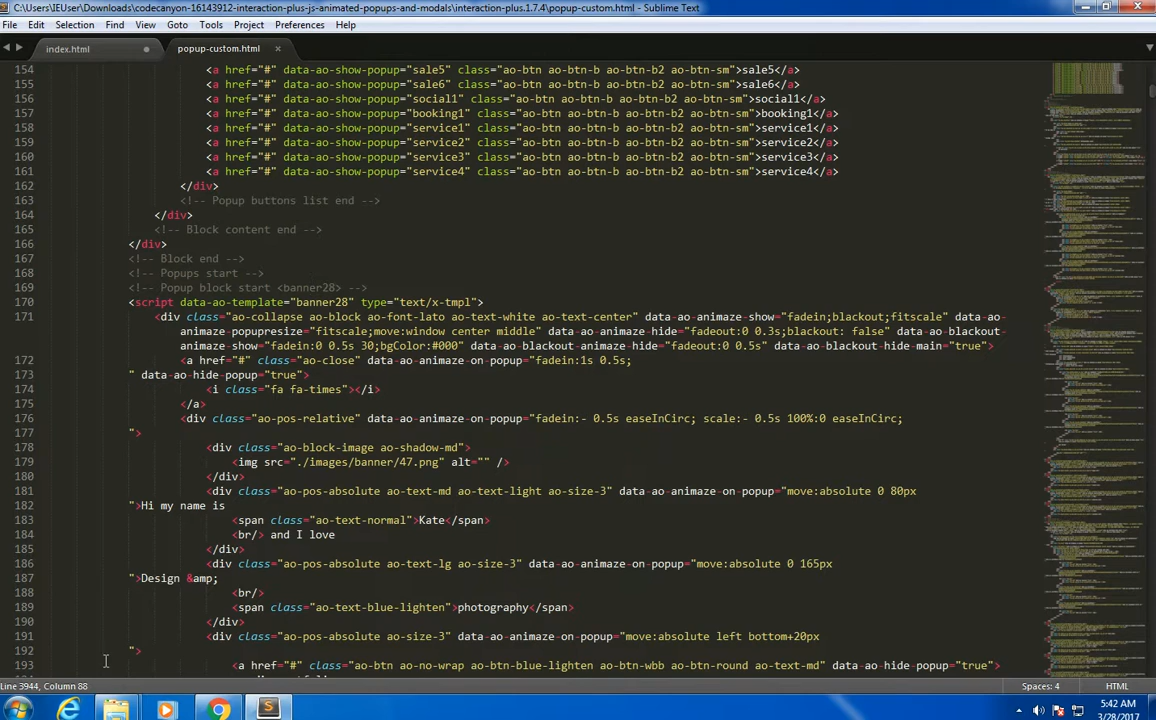 C:\Users\IEUser\Downloads\codecanyon-16143912-interaction-plus-js-animated-popups-and-modals\interaction-plus.1.7.4\popup-custom.html - Sublime Text
File Edit Selection Find View Goto Tools Project Preferences Help
index.html popup-custom.html
154 <a href="#" data-ao-show-popup="sale5" class="ao-btn ao-btn-b ao-btn-b2 ao-btn-sm">sale5</a>
155 <a href="#" data-ao-show-popup="sale6" class="ao-btn ao-btn-b ao-btn-b2 ao-btn-sm">sale6</a>
156 <a href="#" data-ao-show-popup="social1" class="ao-btn ao-btn-b ao-btn-b2 ao-btn-sm">social1</a>
157 <a href="#" data-ao-show-popup="booking1" class="ao-btn ao-btn-b ao-btn-b2 ao-btn-sm">booking1</a>
158 <a href="#" data-ao-show-popup="service1" class="ao-btn ao-btn-b ao-btn-b2 ao-btn-sm">service1</a>
159 <a href="#" data-ao-show-popup="service2" class="ao-btn ao-btn-b ao-btn-b2 ao-btn-sm">service2</a>
160 <a href="#" data-ao-show-popup="service3" class="ao-btn ao-btn-b ao-btn-b2 ao-btn-sm">service3</a>
161 <a href="#" data-ao-show-popup="service4" class="ao-btn ao-btn-b ao-btn-b2 ao-btn-sm">service4</a>
162 </div>
163 <!-- Popup buttons list end -->
164 </div>
165 <!-- Block content end -->
166 </div>
167 <!-- Block end -->
168 <!-- Popups start -->
169 <!-- Popup block start <banner28> -->
170 <script data-ao-template="banner28" type="text/x-tmpl">
171 <div class="ao-collapse ao-block ao-font-lato ao-text-white ao-text-center" data-ao-animaze-show="fadein;blackout;fitscale" data-ao-
animaze-popupresize="fitscale;move:window center middle" data-ao-animaze-hide="fadeout:0 0.3s;blackout: false" data-ao-blackout-
animaze-show="fadein:0 0.5s 30;bgColor:#000" data-ao-blackout-animaze-hide="fadeout:0 0.5s" data-ao-blackout-hide-main="true">
172 <a href="#" class="ao-close" data-ao-animaze-on-popup="fadein:1s 0.5s;
173 " data-ao-hide-popup="true">
174 <i class="fa fa-times"></i>
175 </a>
176 <div class="ao-pos-relative" data-ao-animaze-on-popup="fadein:- 0.5s easeInCirc; scale:- 0.5s 100%:0 easeInCirc;
177 ">
178 <div class="ao-block-image ao-shadow-md">
179 <img src="./images/banner/47.png" alt="" />
180 </div>
181 <div class="ao-pos-absolute ao-text-md ao-text-light ao-size-3" data-ao-animaze-on-popup="move:absolute 0 80px
182 ">Hi my name is
183 <span class="ao-text-normal">Kate</span>
184 <br/> and I love
185 </div>
186 <div class="ao-pos-absolute ao-text-lg ao-size-3" data-ao-animaze-on-popup="move:absolute 0 165px
187 ">Design &amp;
188 <br/>
189 <span class="ao-text-blue-lighten">photography</span>
190 </div>
191 <div class="ao-pos-absolute ao-size-3" data-ao-animaze-on-popup="move:absolute left bottom+20px
192 ">
193 <a href="#" class="ao-btn ao-no-wrap ao-btn-blue-lighten ao-btn-wbb ao-btn-round ao-text-md" data-ao-hide-popup="true">
Line 3944, Column 88 Spaces: 4 HTML
5:42 AM
3/28/2017